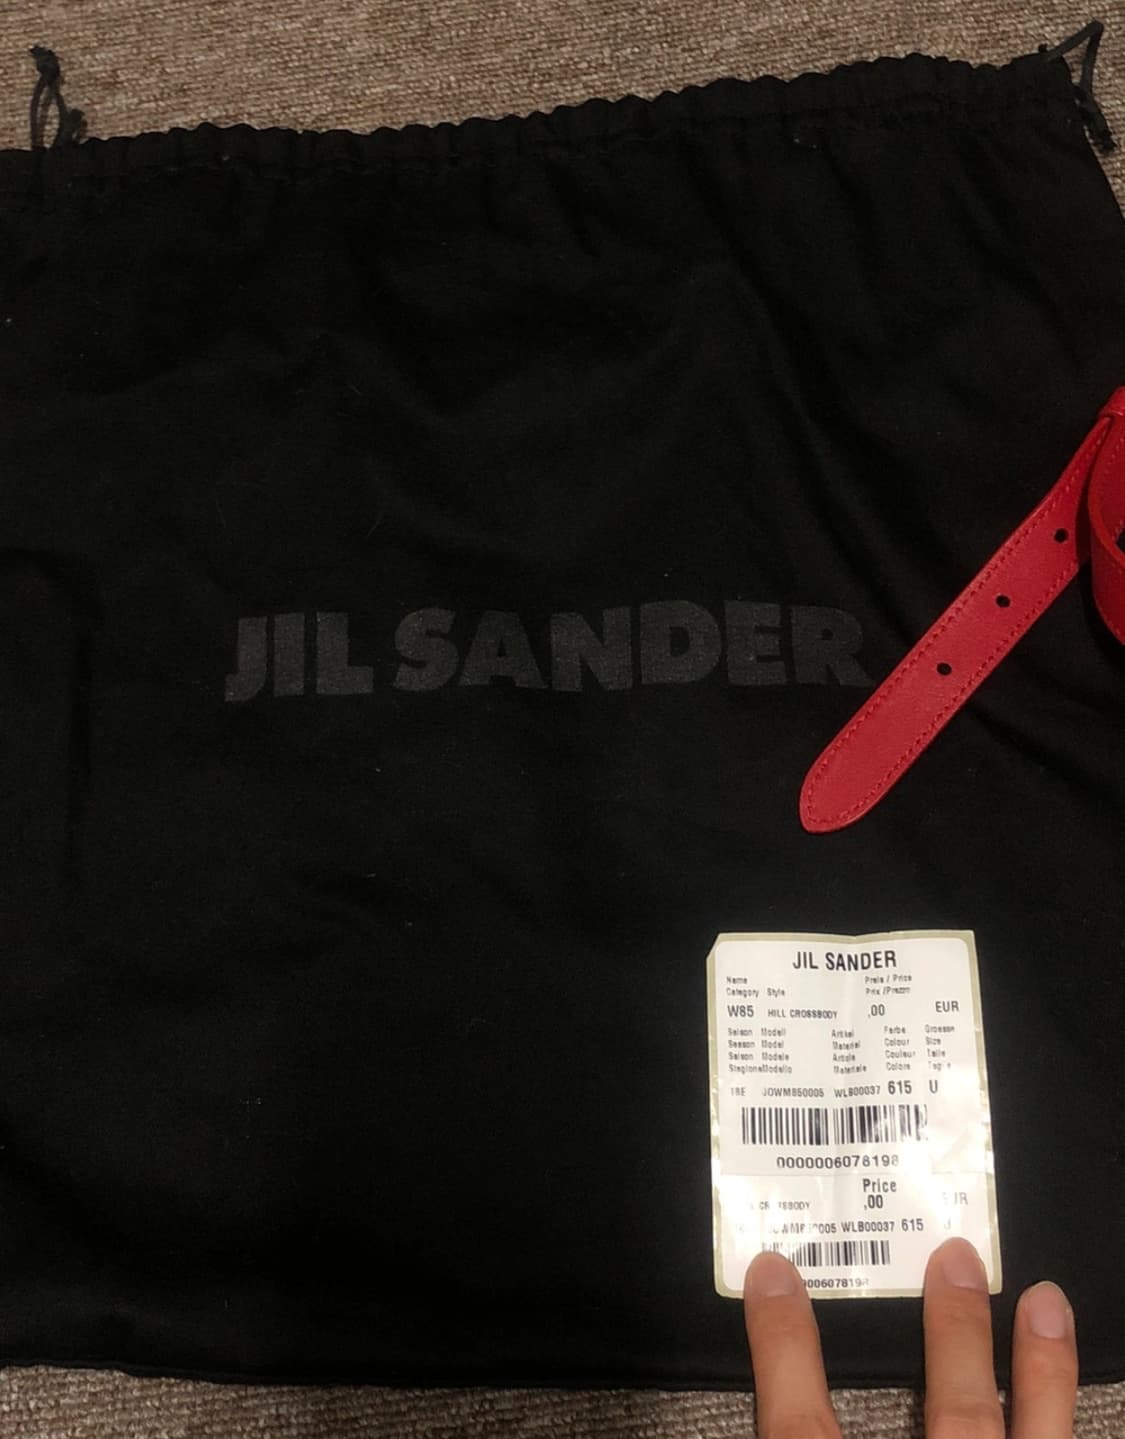 JIL SANDER
JIL SANDER
Name Preis / Price
Category Style Prix /Prezzo
W85 HILL CROSSBODY ,00 EUR
Saison Modell Artikel Farbe Groesse
Season Model Material Colour Size
Saison Modele Article Couleur Taille
StagioneModello Materiale Colore Taglia
JOWM850005 WLB00037 615 U
0000006078198
Price
,00
WLB00037 615